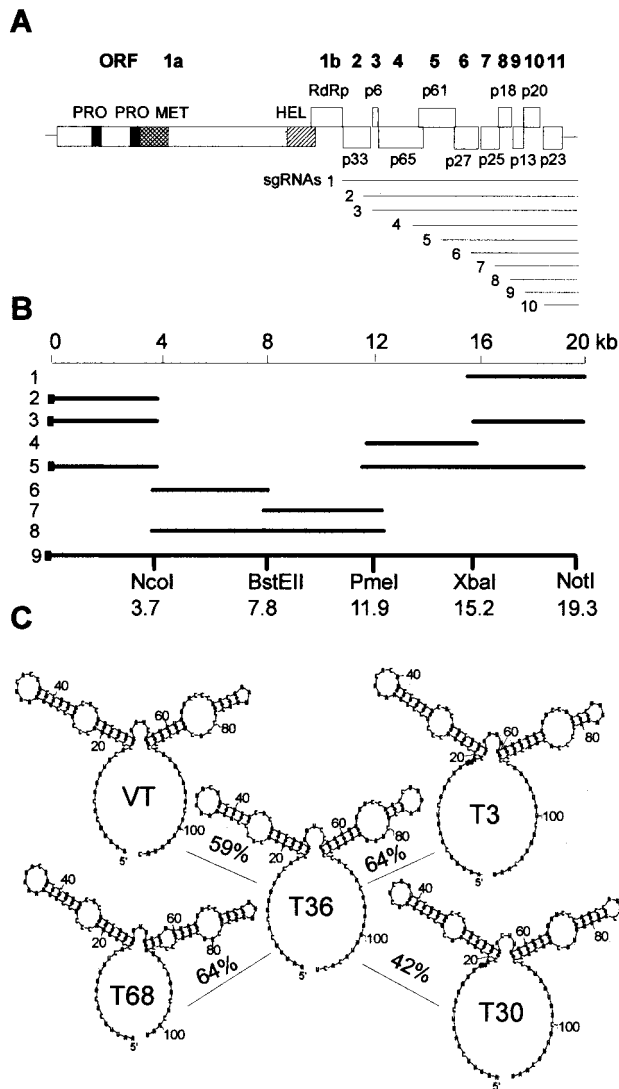 A
ORF 1a 1b 2 3 4 5 6 7 8 9 10 11
RdRp p6 p61 p18 p20
PRO PRO MET HEL
p33 p65 p27 p25 p13 p23
sgRNAs 1
2
3
4
5
6
7
8
9
10
B
0 4 8 12 16 20 kb
1
2
3
4
5
6
7
8
9
NcoI BstEII PmeI XbaI NotI
3.7 7.8 11.9 15.2 19.3
C
40 60 80 20 100 5' VT
40 60 80 20 100 5' T3
40 60 80 20 100 5' T36
59% 64%
64% 42%
40 60 80 20 100 5' T68
40 60 80 20 100 5' T30